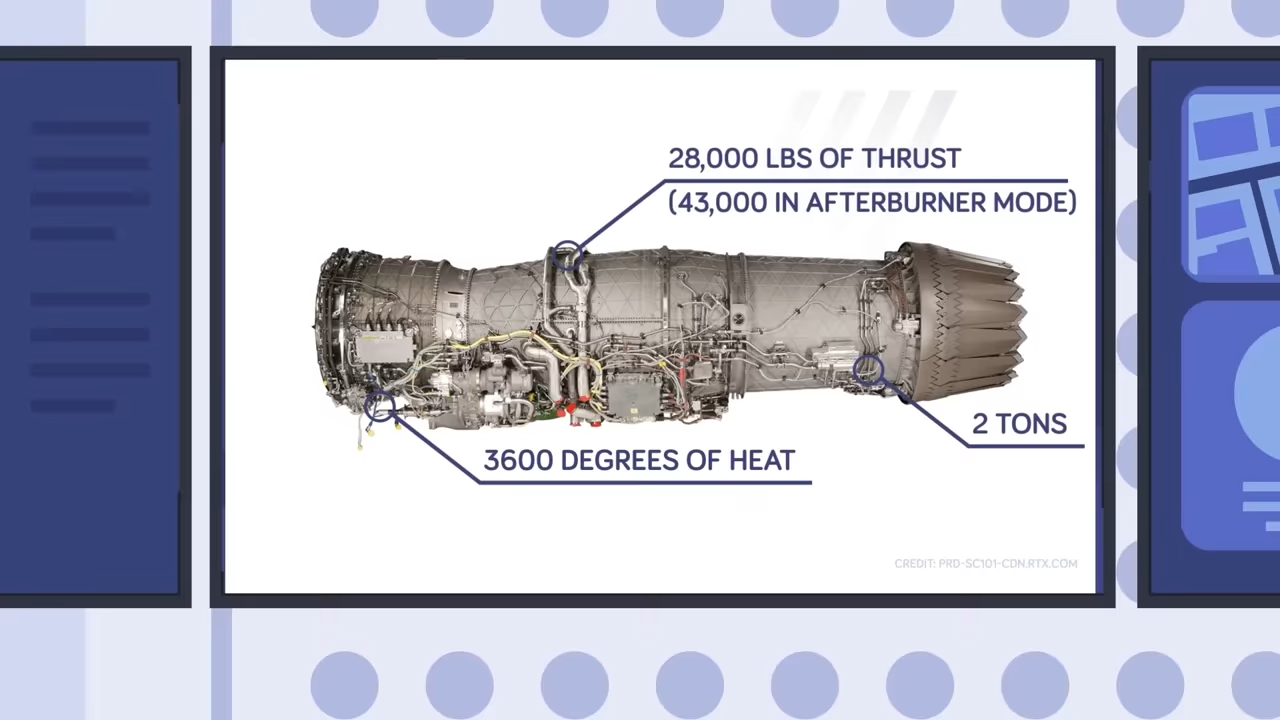 28,000 LBS OF THRUST
(43,000 IN AFTERBURNER MODE)
2 TONS
3600 DEGREES OF HEAT
CREDIT: PRD-SC101-CDN.RTX.COM